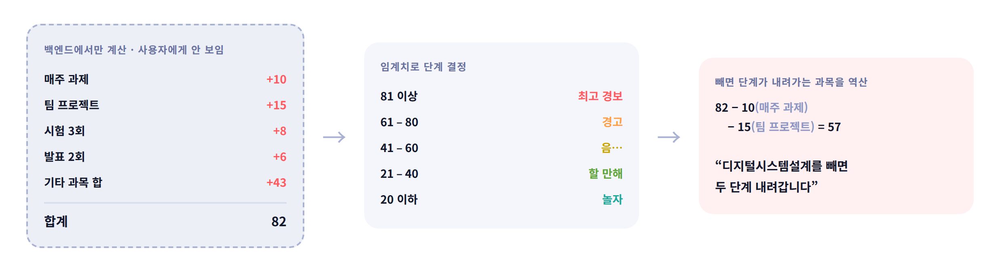 백엔드에서만 계산 · 사용자에게 안 보임
매주 과제 +10
팀 프로젝트 +15
시험 3회 +8
발표 2회 +6
기타 과목 합 +43
합계 82
→
임계치로 단계 결정
81 이상 최고 경보
61 – 80 경고
41 – 60 음…
21 – 40 할 만해
20 이하 놀자
→
빼면 단계가 내려가는 과목을 역산
82 − 10(매주 과제)
− 15(팀 프로젝트) = 57
“디지털시스템설계를 빼면
두 단계 내려갑니다”